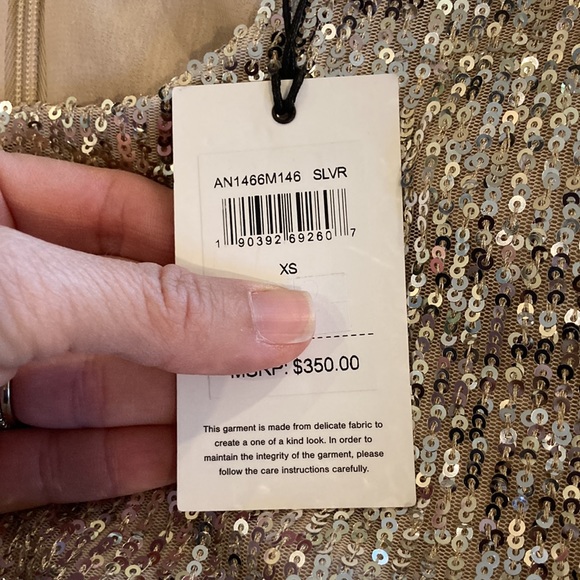 AN1466M146 SLVR
1 90392 69260 7
XS
MSRP: $350.00
This garment is made from delicate fabric to
create a one of a kind look. In order to
maintain the integrity of the garment, please
follow the care instructions carefully.